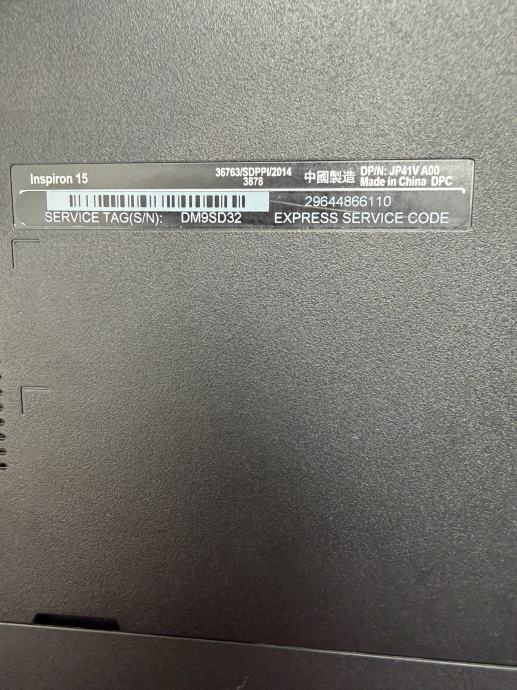 Inspiron 15
36763/SDPPI/2014
3878
中國製造
DP/N: JP41V A00
Made in China DPC
29644866110
SERVICE TAG(S/N): DM9SD32
EXPRESS SERVICE CODE